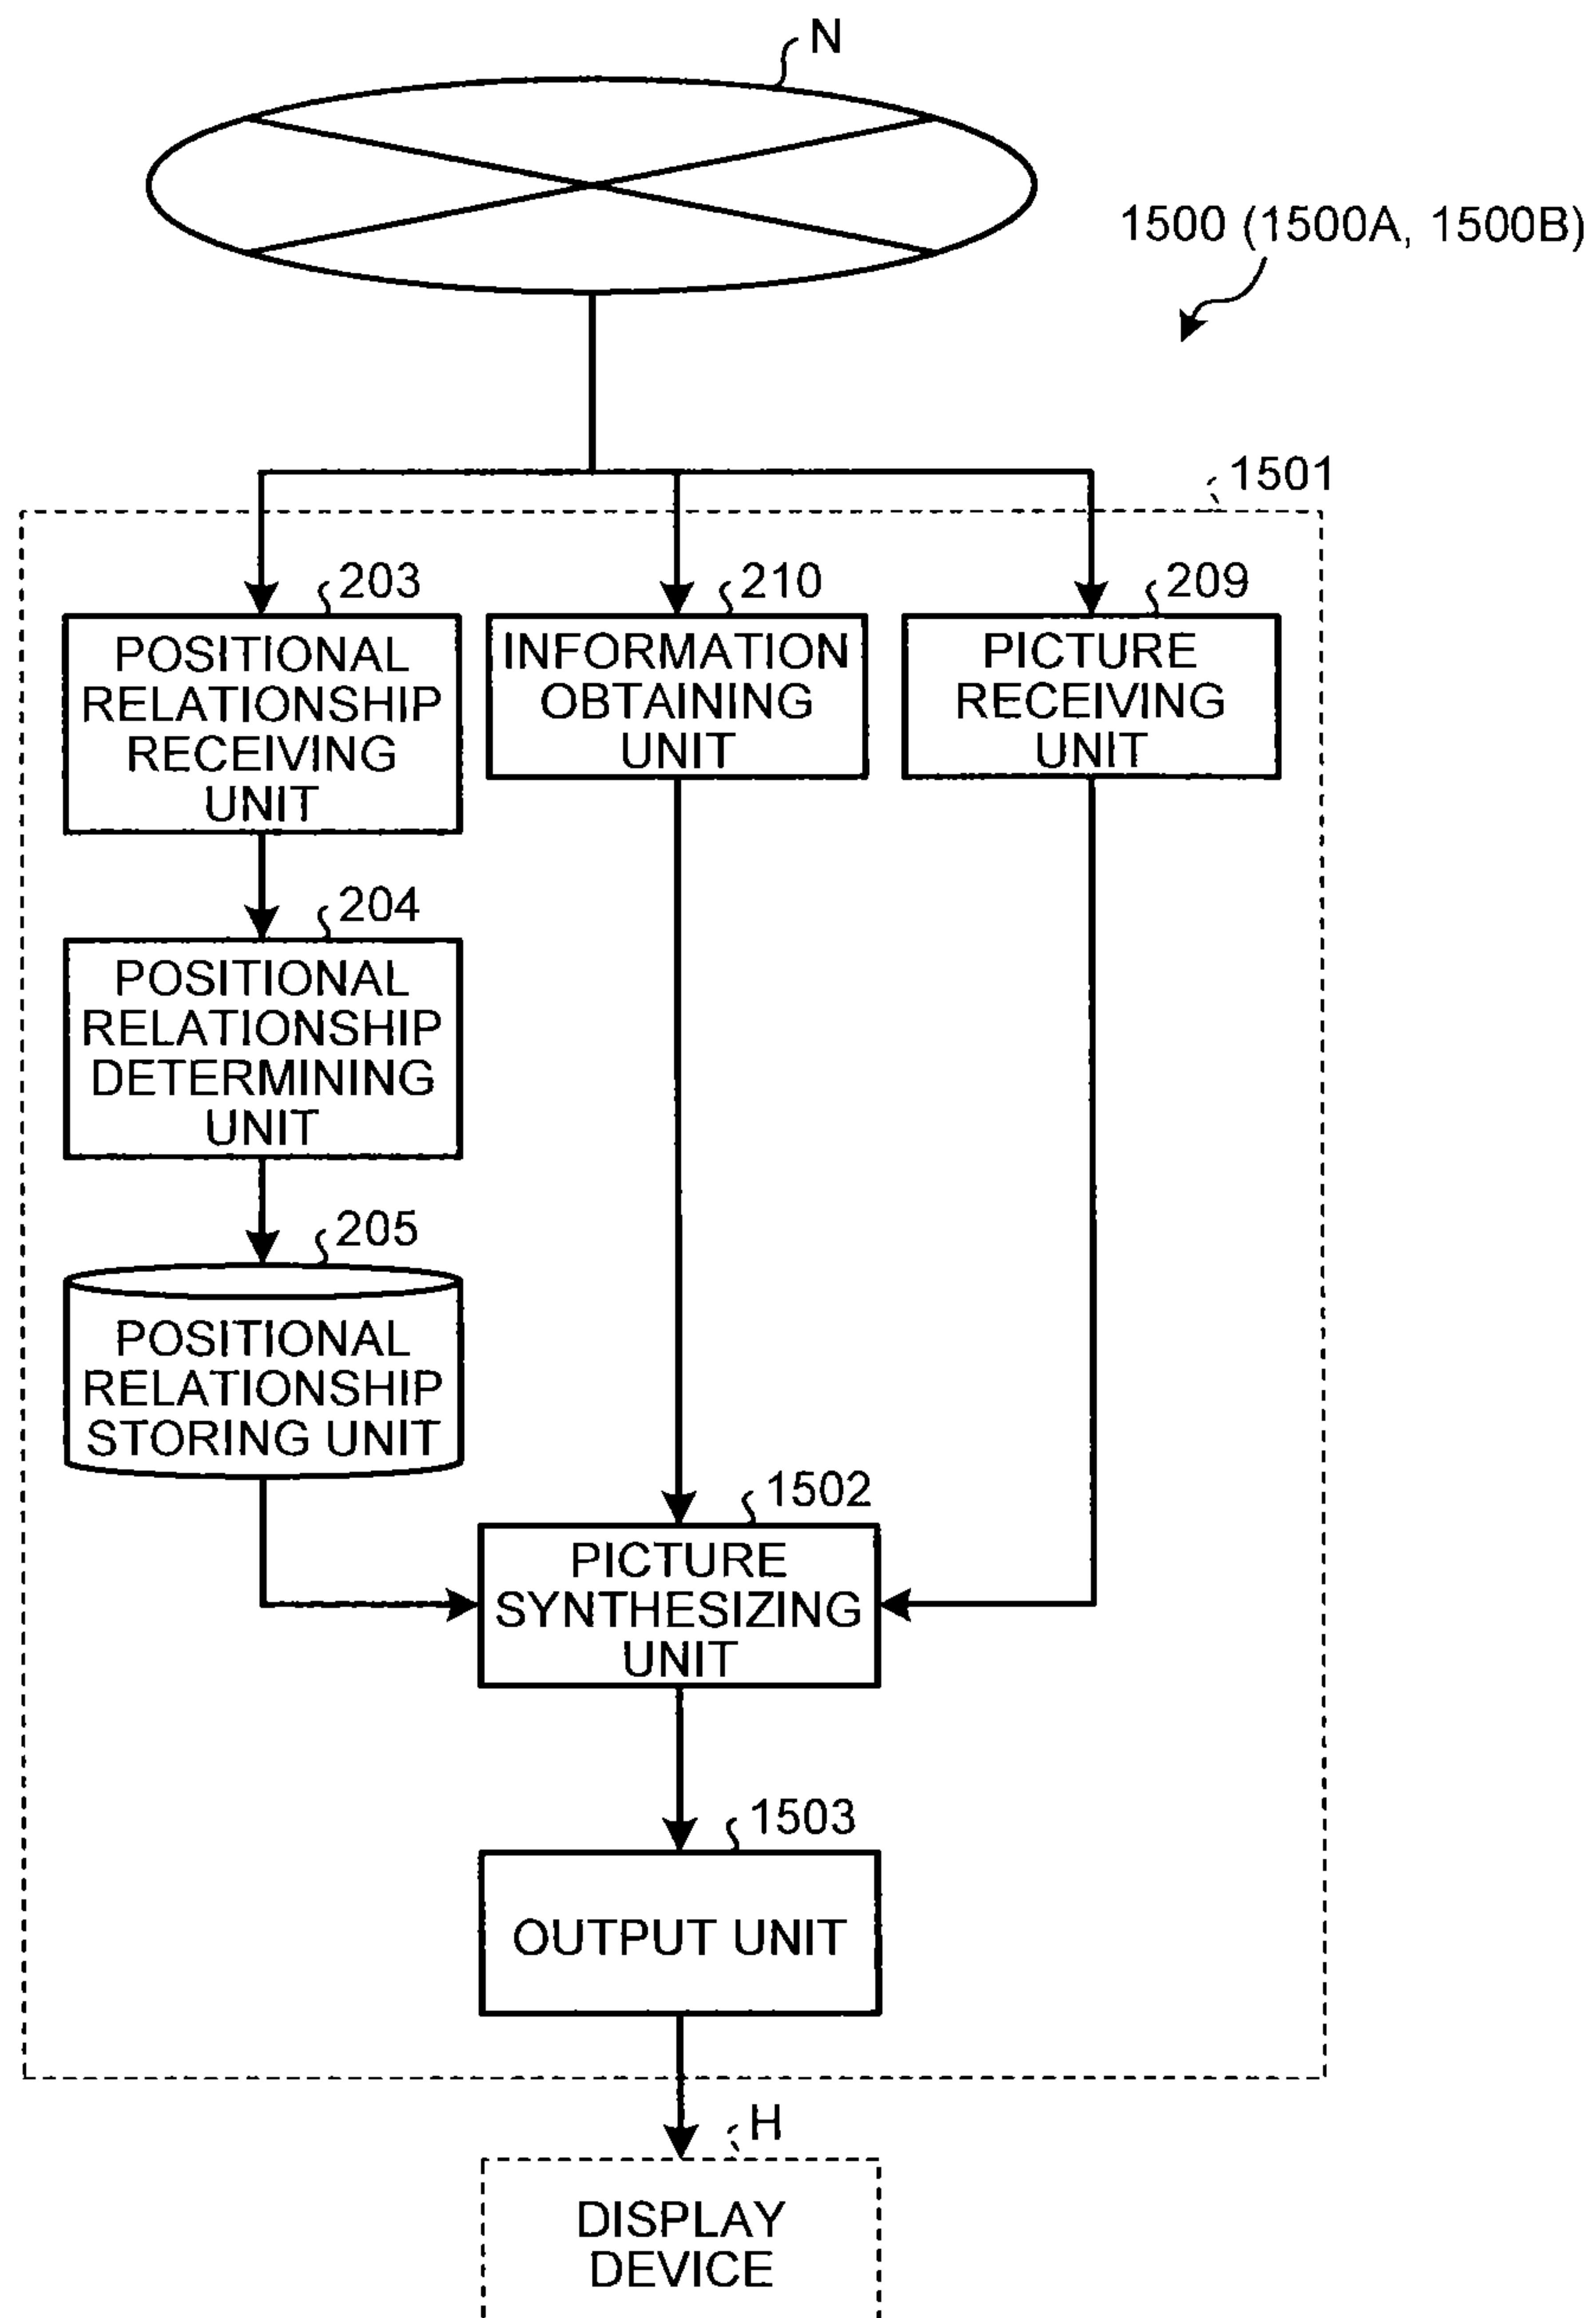 N
1500 (1500A, 1500B)
1501
203
POSITIONAL
RELATIONSHIP
RECEIVING
UNIT
210
INFORMATION
OBTAINING
UNIT
209
PICTURE
RECEIVING
UNIT
204
POSITIONAL
RELATIONSHIP
DETERMINING
UNIT
205
POSITIONAL
RELATIONSHIP
STORING UNIT
1502
PICTURE
SYNTHESIZING
UNIT
1503
OUTPUT UNIT
H
DISPLAY
DEVICE